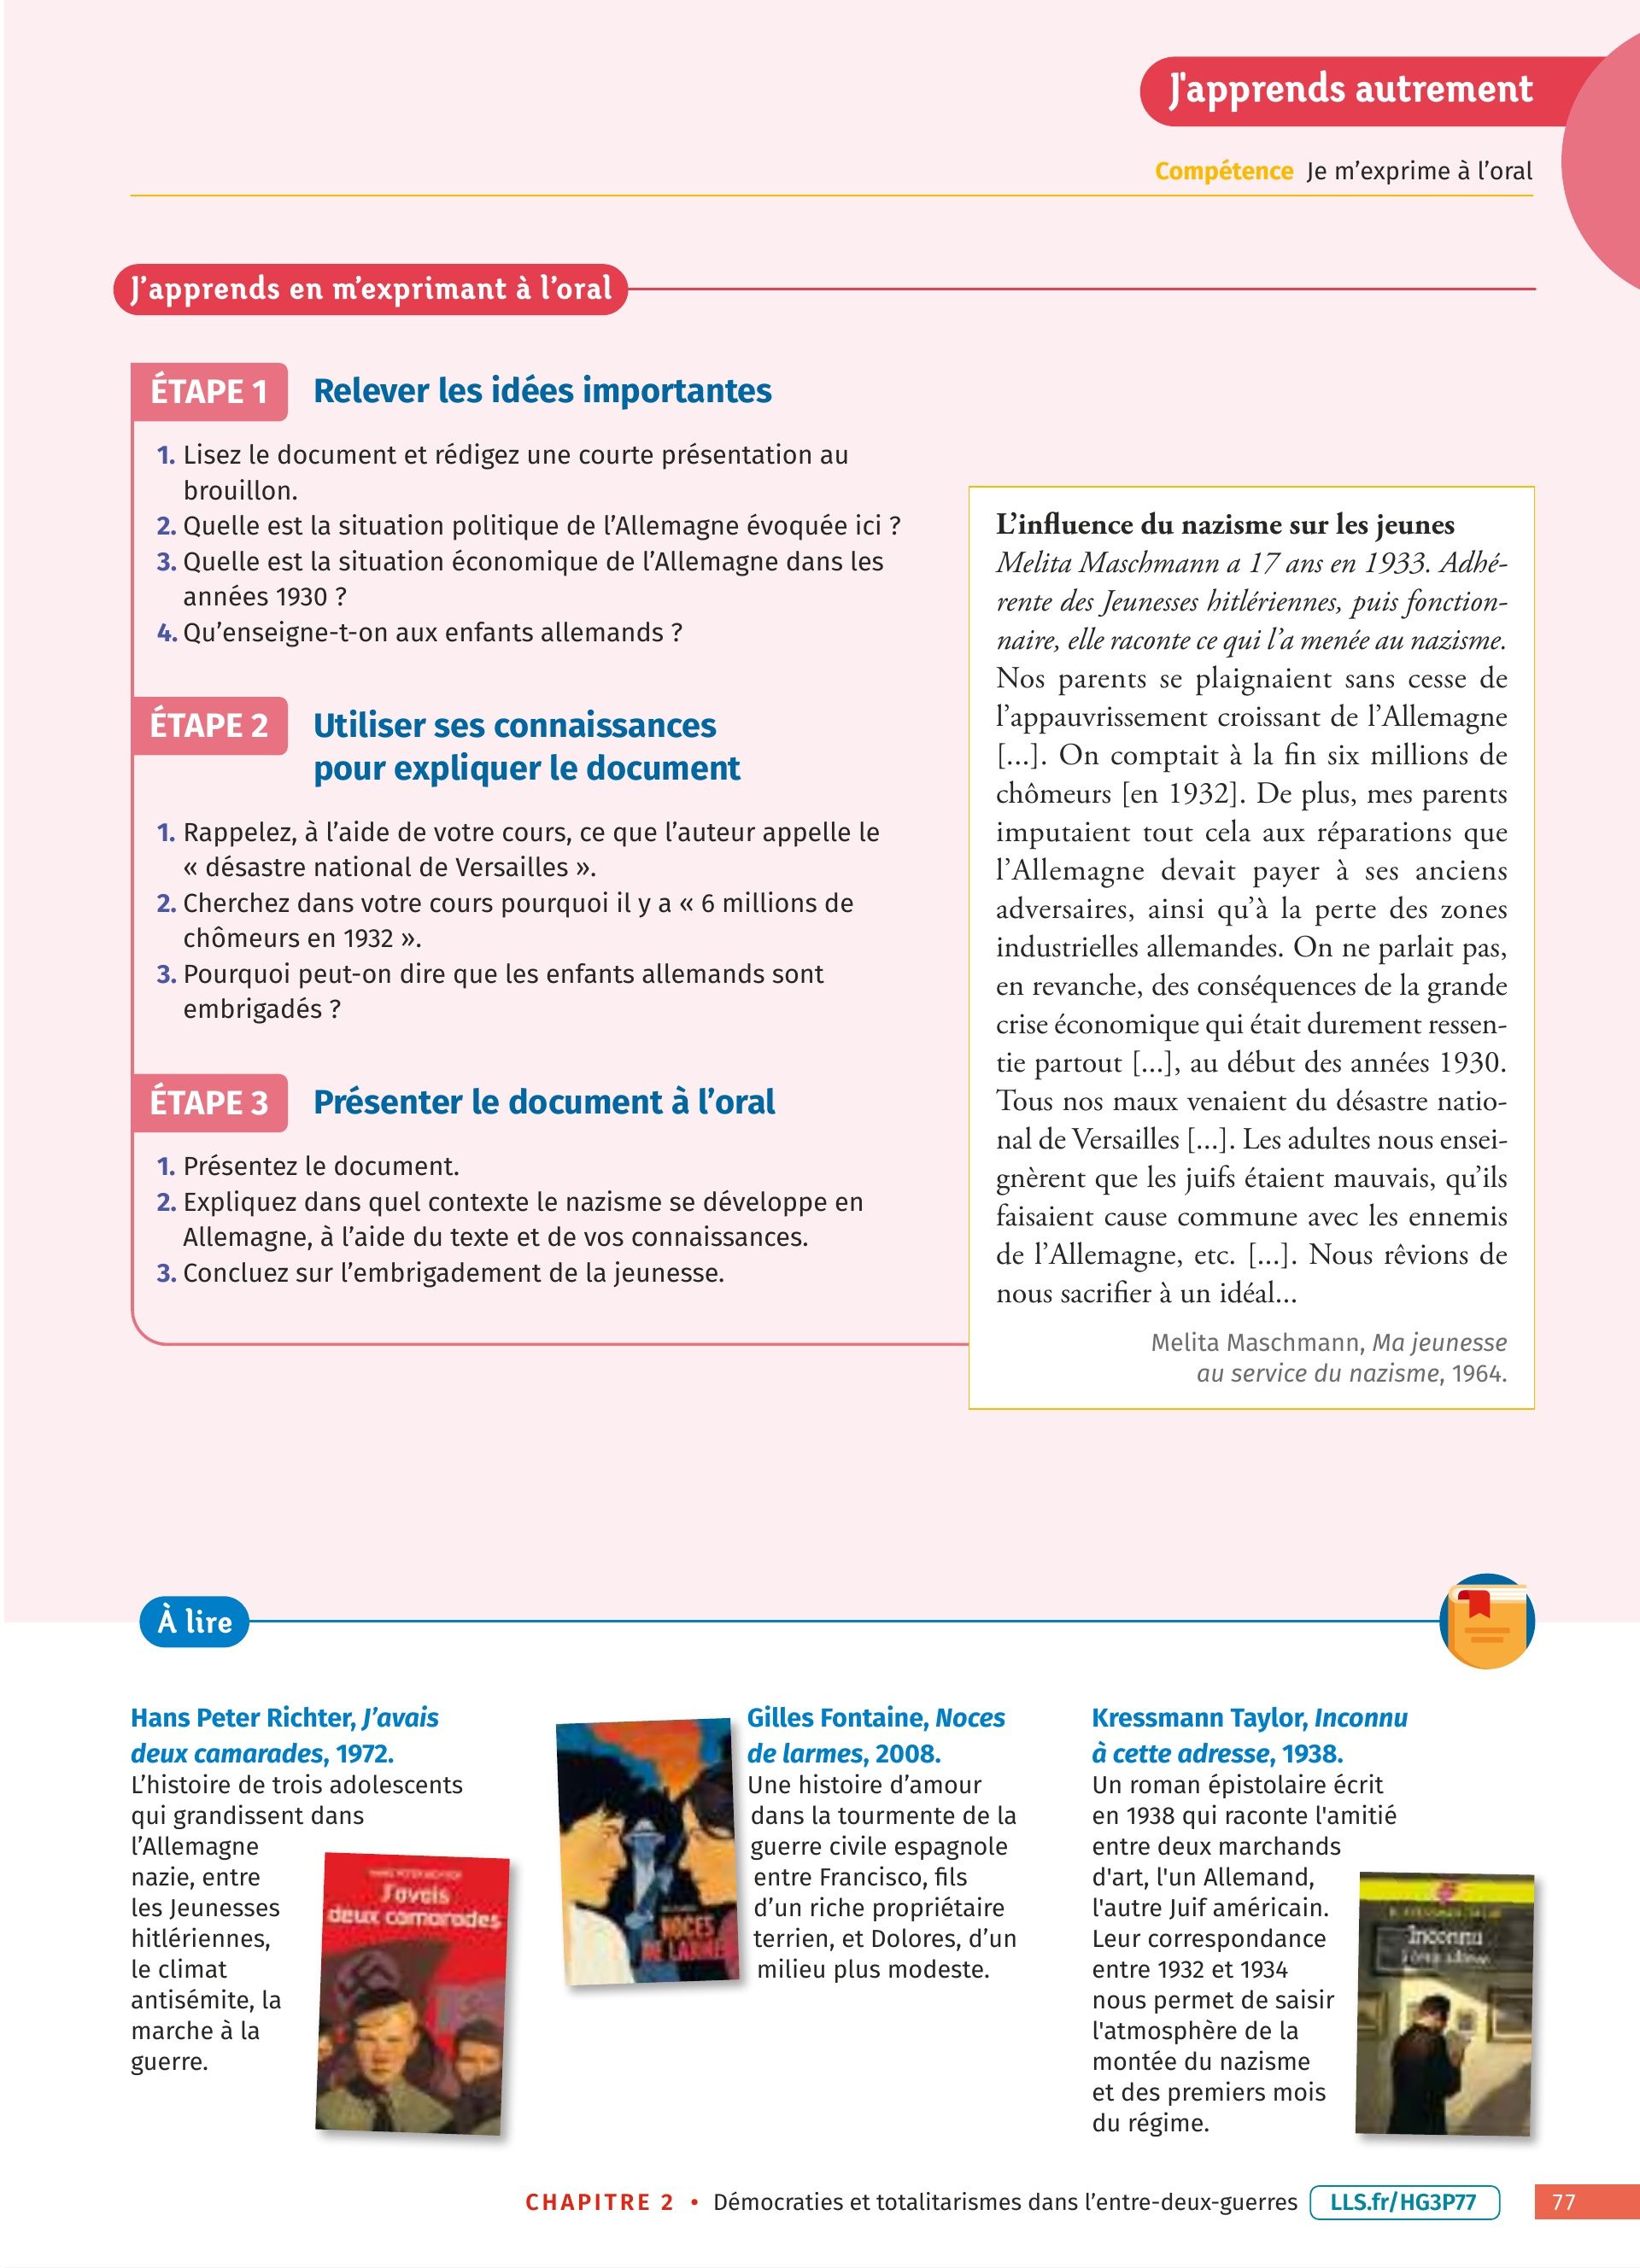 J'apprends autrement
Compétence Je m’exprime à l’oral
J’apprends en m’exprimant à l’oral
ÉTAPE 1 Relever les idées importantes
1. Lisez le document et rédigez une courte présentation au
brouillon.
2. Quelle est la situation politique de l’Allemagne évoquée ici ?
3. Quelle est la situation économique de l’Allemagne dans les
années 1930 ?
4. Qu’enseigne-t-on aux enfants allemands ?
ÉTAPE 2 Utiliser ses connaissances
pour expliquer le document
1. Rappelez, à l’aide de votre cours, ce que l’auteur appelle le
« désastre national de Versailles ».
2. Cherchez dans votre cours pourquoi il y a « 6 millions de
chômeurs en 1932 ».
3. Pourquoi peut-on dire que les enfants allemands sont
embrigadés ?
ÉTAPE 3 Présenter le document à l’oral
1. Présentez le document.
2. Expliquez dans quel contexte le nazisme se développe en
Allemagne, à l’aide du texte et de vos connaissances.
3. Concluez sur l’embrigadement de la jeunesse.
L’influence du nazisme sur les jeunes
Melita Maschmann a 17 ans en 1933. Adhé-
rente des Jeunesses hitlériennes, puis fonction-
naire, elle raconte ce qui l’a menée au nazisme.
Nos parents se plaignaient sans cesse de
l’appauvrissement croissant de l’Allemagne
[...]. On comptait à la fin six millions de
chômeurs [en 1932]. De plus, mes parents
imputaient tout cela aux réparations que
l’Allemagne devait payer à ses anciens
adversaires, ainsi qu’à la perte des zones
industrielles allemandes. On ne parlait pas,
en revanche, des conséquences de la grande
crise économique qui était durement ressen-
tie partout [...], au début des années 1930.
Tous nos maux venaient du désastre natio-
nal de Versailles [...]. Les adultes nous ensei-
gnèrent que les juifs étaient mauvais, qu’ils
faisaient cause commune avec les ennemis
de l’Allemagne, etc. [...]. Nous rêvions de
nous sacrifier à un idéal...
Melita Maschmann, Ma jeunesse
au service du nazisme, 1964.
À lire
Hans Peter Richter, J’avais
deux camarades, 1972.
L’histoire de trois adolescents
qui grandissent dans
l’Allemagne
nazie, entre
les Jeunesses
hitlériennes,
le climat
antisémite, la
marche à la
guerre.
J'avais
deux camarades
NOCES
DE LARMES
Gilles Fontaine, Noces
de larmes, 2008.
Une histoire d’amour
dans la tourmente de la
guerre civile espagnole
entre Francisco, fils
d’un riche propriétaire
terrien, et Dolores, d’un
milieu plus modeste.
Kressmann Taylor, Inconnu
à cette adresse, 1938.
Un roman épistolaire écrit
en 1938 qui raconte l'amitié
entre deux marchands
d'art, l'un Allemand,
l'autre Juif américain.
Leur correspondance
entre 1932 et 1934
nous permet de saisir
l'atmosphère de la
montée du nazisme
et des premiers mois
du régime.
Inconnu
CHAPITRE 2 • Démocraties et totalitarismes dans l’entre-deux-guerres LLS.fr/HG3P77 77